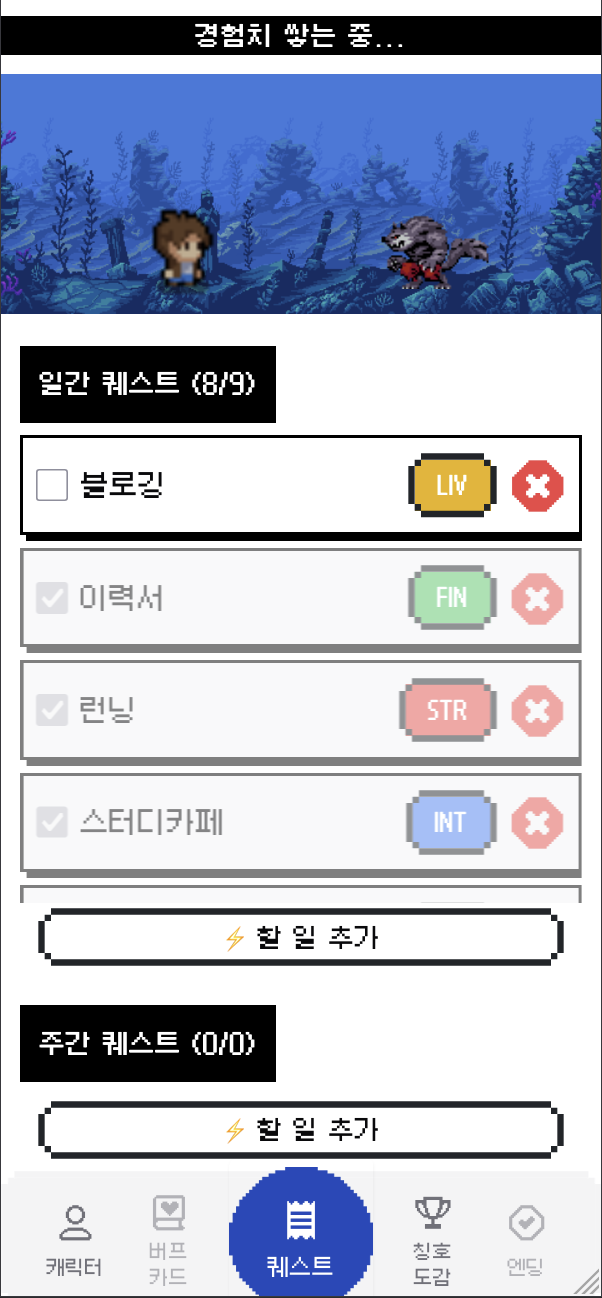 경험치 쌓는 중...
일간 퀘스트 (8/9)
블로깅 LIV
이력서 FIN
런닝 STR
스터디카페 INT
⚡ 할 일 추가
주간 퀘스트 (0/0)
⚡ 할 일 추가
캐릭터
버프
카드
퀘스트
칭호
도감
엔딩